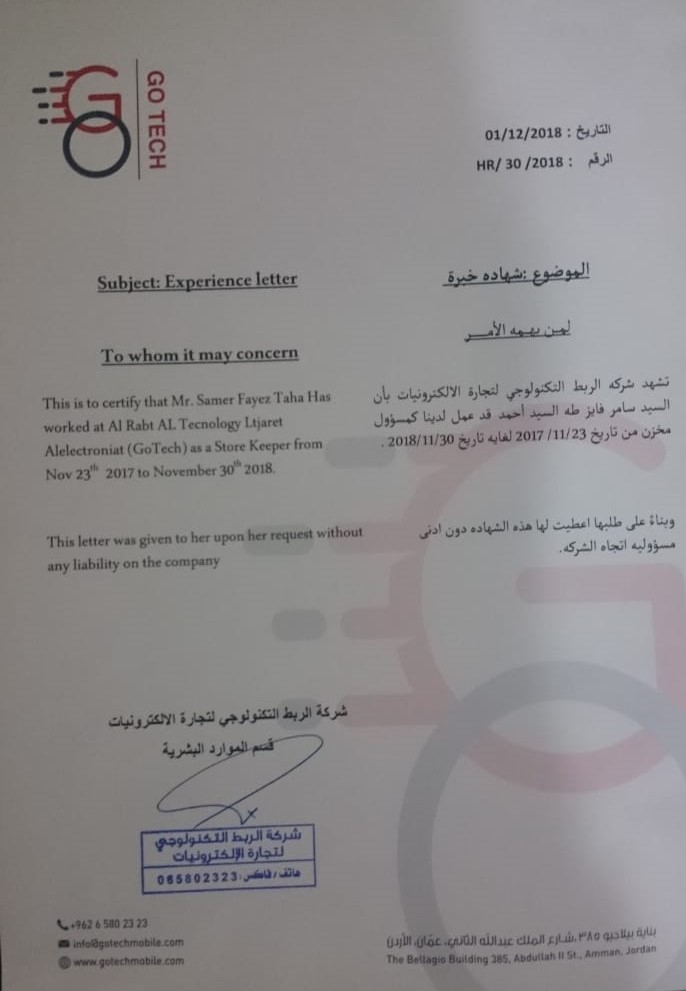 GO TECH
التاريخ : 01/12/2018
الرقم : HR/ 30 /2018
Subject: Experience letter
الموضوع :شهاده خبرة
To whom it may concern
لمن يهمه الأمـــر
This is to certify that Mr. Samer Fayez Taha Has
worked at Al Rabt AL Tecnology Ltjaret
Alelectroniat (GoTech) as a Store Keeper from
Nov 23th 2017 to November 30th 2018.
تشهد شركه الربط التكنولوجي لتجارة الالكترونيات بأن
السيد سامر فايز طه السيد أحمد قد عمل لدينا كمسؤول
مخزن من تاريخ 2017/11/23 لغايه تاريخ 2018/11/30 .
This letter was given to her upon her request without
any liability on the company
وبناءً على طلبها اعطيت لها هذه الشهاده دون ادنى
مسؤوليه اتجاه الشركه.
شركة الربط التكنولوجي لتجارة الالكترونيات
قسم الموارد البشرية
شركة الربط التكنولوجي
لتجارة الإلكترونيات
هاتف/فاكس: 065802323
+962 6 580 23 23
info@gotechmobile.com
www.gotechmobile.com
بناية بيلاجيو ٣٨٥، شارع الملك عبدالله الثاني، عمّان، الأردن
The Bellagio Building 385, Abdullah II St., Amman, Jordan